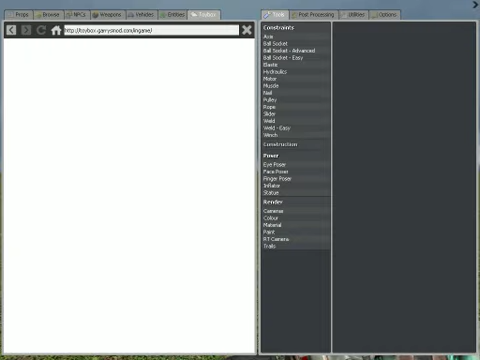 Props Browse NPCs Weapons Vehicles Entities Toybox
http://toybox.garrysmod.com/ingame/
Tools Post Processing Utilities Options
Constraints
Axis
Ball Socket
Ball Socket - Advanced
Ball Socket - Easy
Elastic
Hydraulics
Motor
Muscle
Nail
Pulley
Rope
Slider
Weld
Weld - Easy
Winch
Construction
Poser
Eye Poser
Face Poser
Finger Poser
Inflator
Statue
Render
Cameras
Colour
Material
Paint
RT Camera
Trails